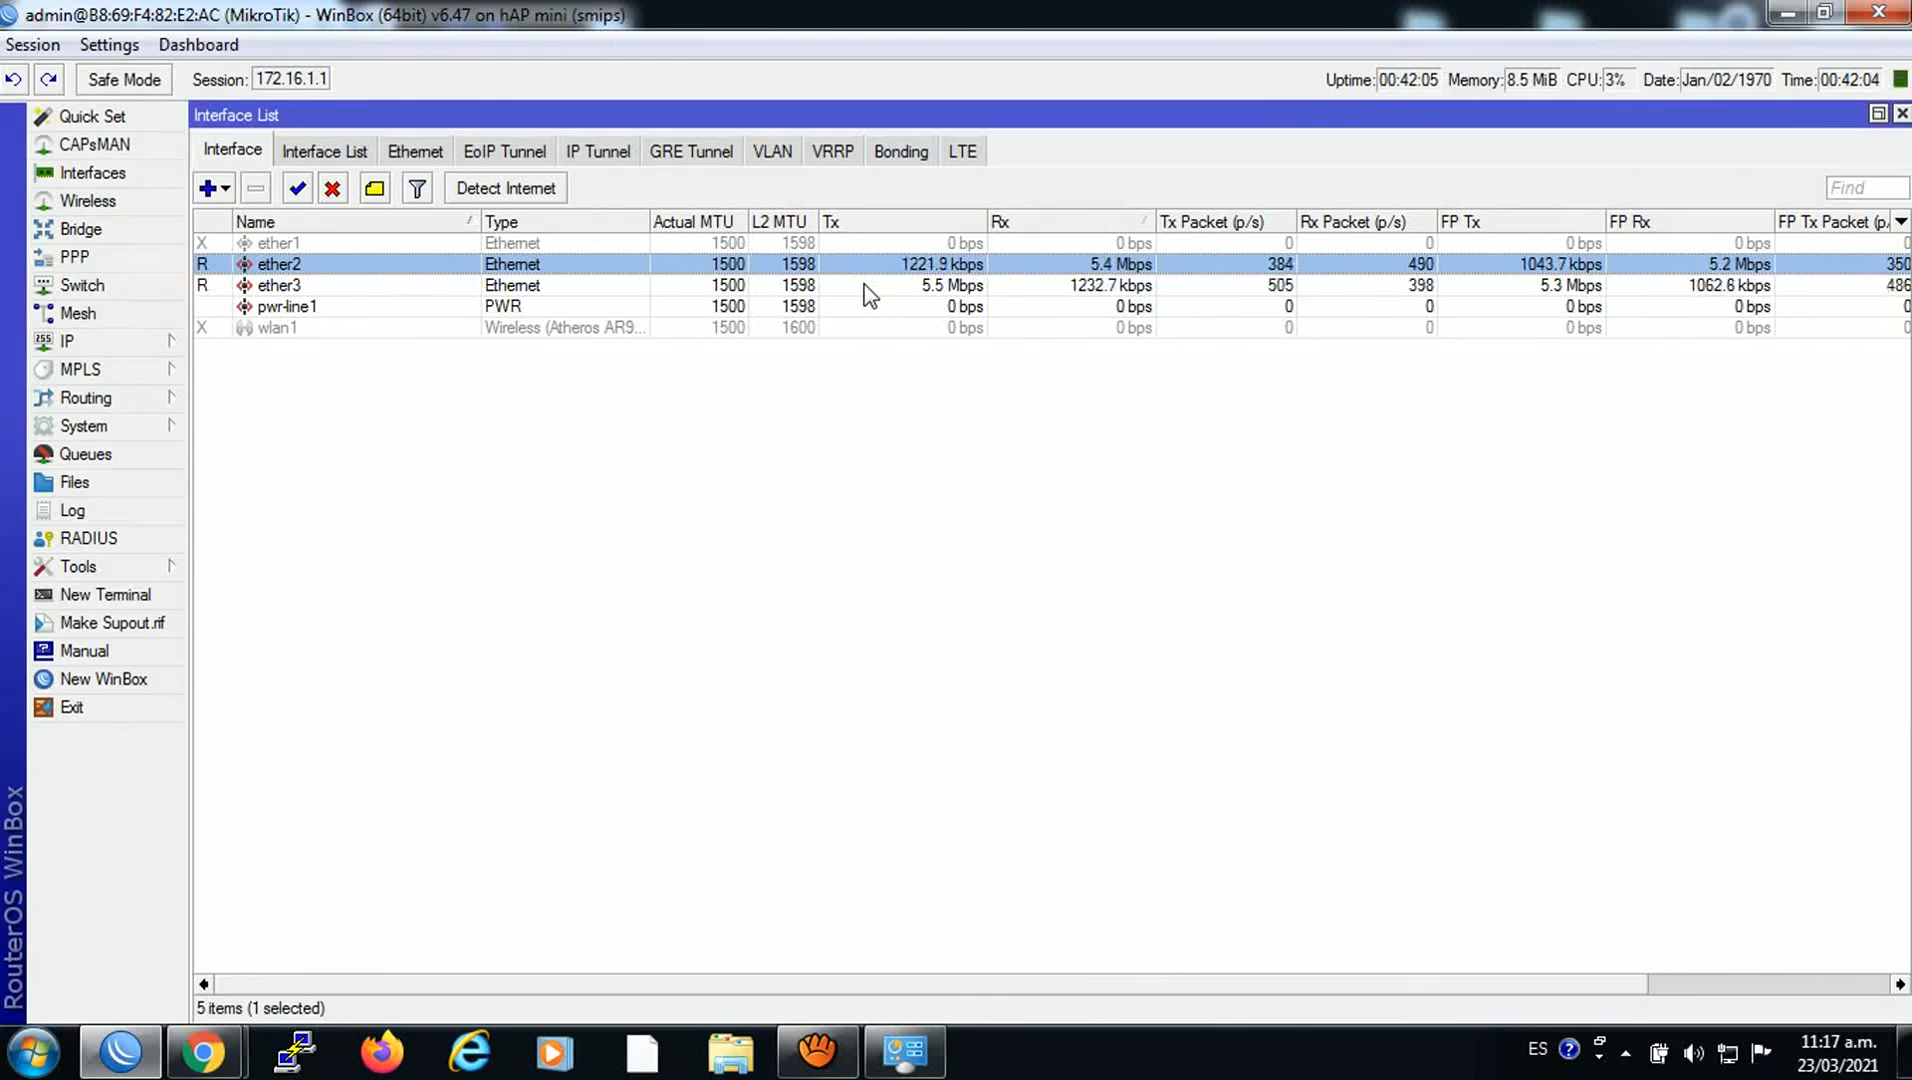 admin@B8:69:F4:82:E2:AC (MikroTik) - WinBox (64bit) v6.47 on hAP mini (smips)
Session Settings Dashboard
Safe Mode Session: 172.16.1.1 Uptime: 00:42:05 Memory: 8.5 MiB CPU: 3% Date: Jan/02/1970 Time: 00:42:04
Quick Set
CAPsMAN
Interfaces
Wireless
Bridge
PPP
Switch
Mesh
IP
MPLS
Routing
System
Queues
Files
Log
RADIUS
Tools
New Terminal
Make Supout.rif
Manual
New WinBox
Exit
RouterOS WinBox
Interface List
Interface Interface List Ethernet EoIP Tunnel IP Tunnel GRE Tunnel VLAN VRRP Bonding LTE
Detect Internet Find
Name Type Actual MTU L2 MTU Tx Rx Tx Packet (p/s) Rx Packet (p/s) FP Tx FP Rx FP Tx Packet (p/
X ether1 Ethernet 1500 1598 0 bps 0 bps 0 0 0 bps 0 bps 0
R ether2 Ethernet 1500 1598 1221.9 kbps 5.4 Mbps 384 490 1043.7 kbps 5.2 Mbps 350
R ether3 Ethernet 1500 1598 5.5 Mbps 1232.7 kbps 505 398 5.3 Mbps 1062.6 kbps 486
pwr-line1 PWR 1500 1598 0 bps 0 bps 0 0 0 bps 0 bps 0
X wlan1 Wireless (Atheros AR9... 1500 1600 0 bps 0 bps 0 0 0 bps 0 bps 0
5 items (1 selected)
ES
11:17 a.m.
23/03/2021